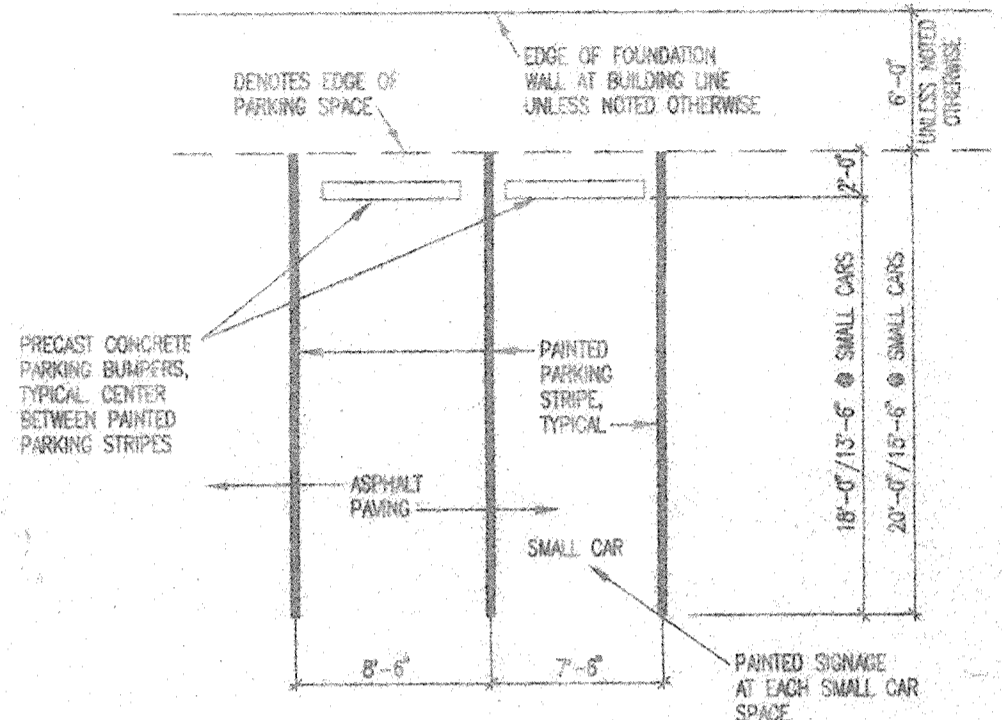 EDGE OF FOUNDATION
WALL AT BUILDING LINE
UNLESS NOTED OTHERWISE
DENOTES EDGE OF
PARKING SPACE
6'-0"
UNLESS NOTED
OTHERWISE
2'-0"
PRECAST CONCRETE
PARKING BUMPERS,
TYPICAL CENTER
BETWEEN PAINTED
PARKING STRIPES
PAINTED
PARKING
STRIPE,
TYPICAL
ASPHALT
PAVING
SMALL CAR
18'-0"/13'-6" @ SMALL CARS
20'-0"/15'-6" @ SMALL CARS
8'-6"
7'-6"
PAINTED SIGNAGE
AT EACH SMALL CAR
SPACE